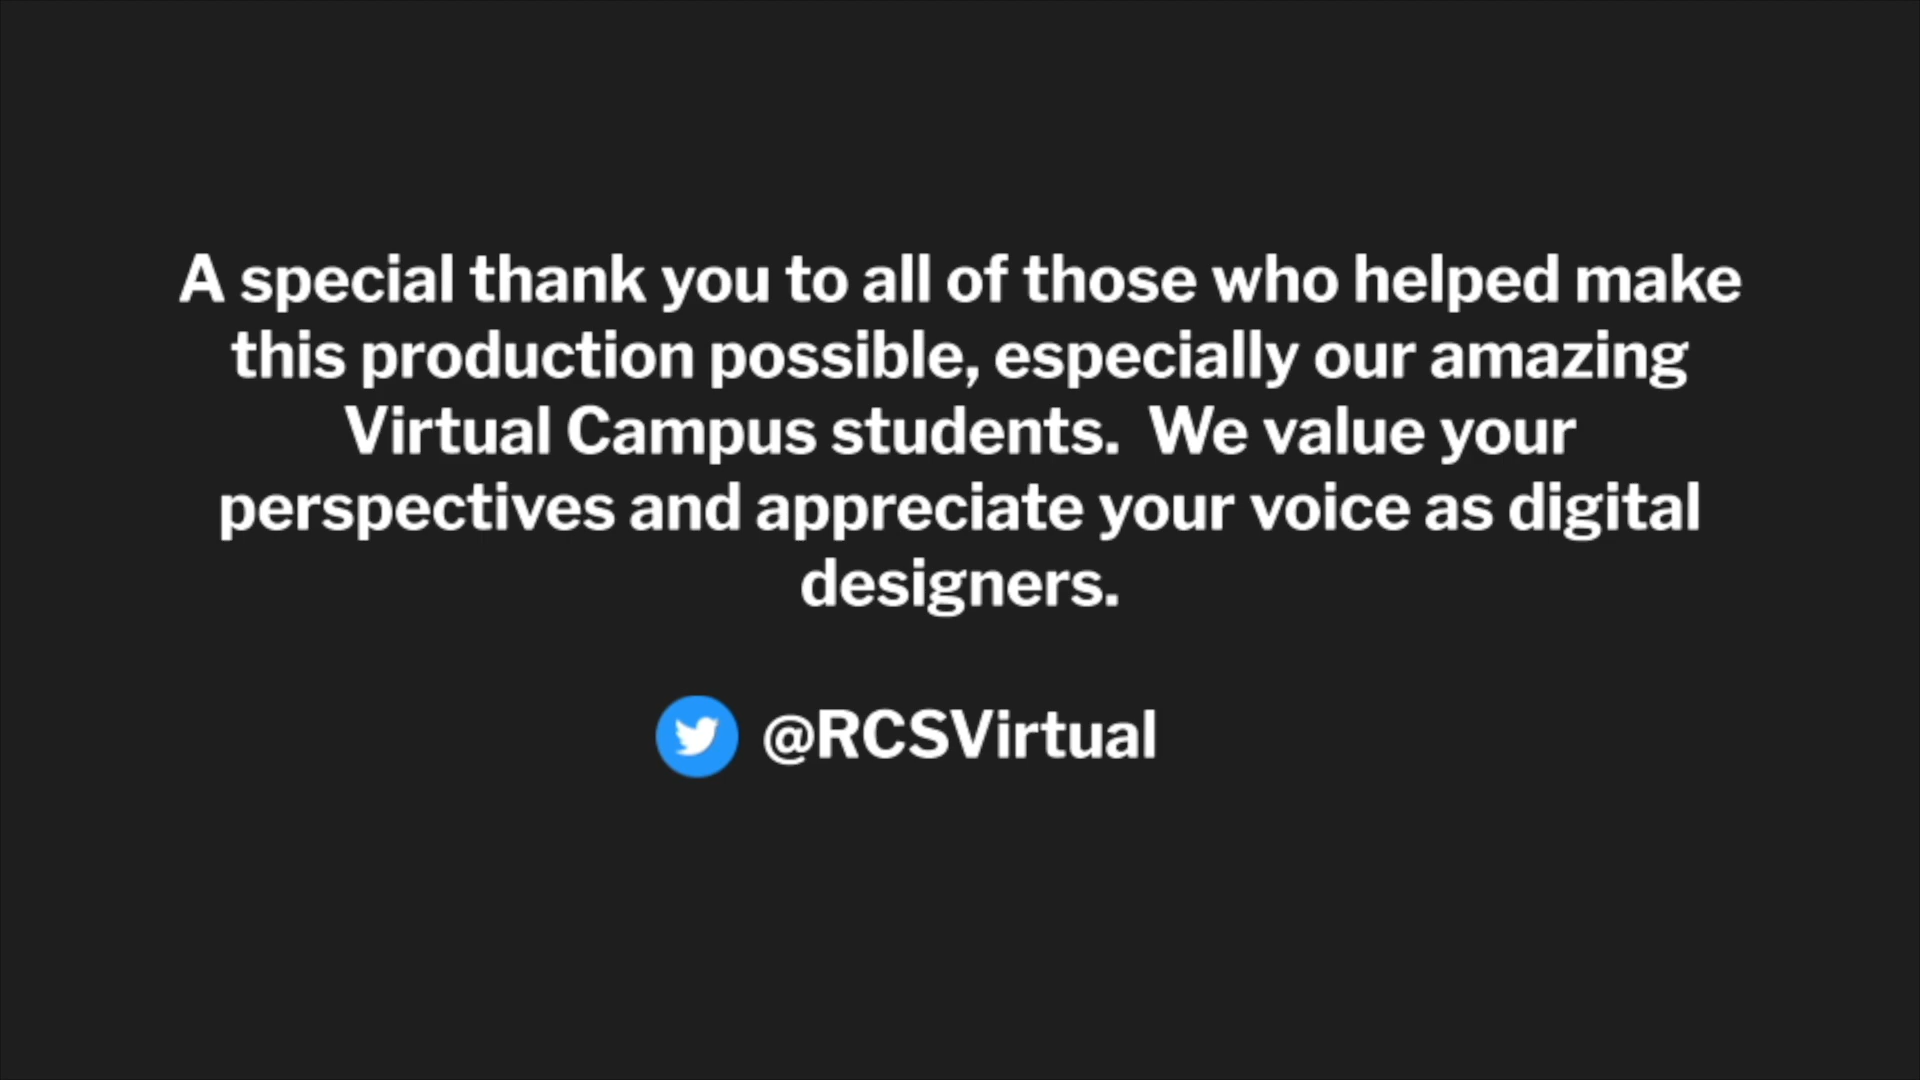 A special thank you to all of those who helped make
this production possible, especially our amazing
Virtual Campus students.  We value your
perspectives and appreciate your voice as digital
designers.
@RCSVirtual